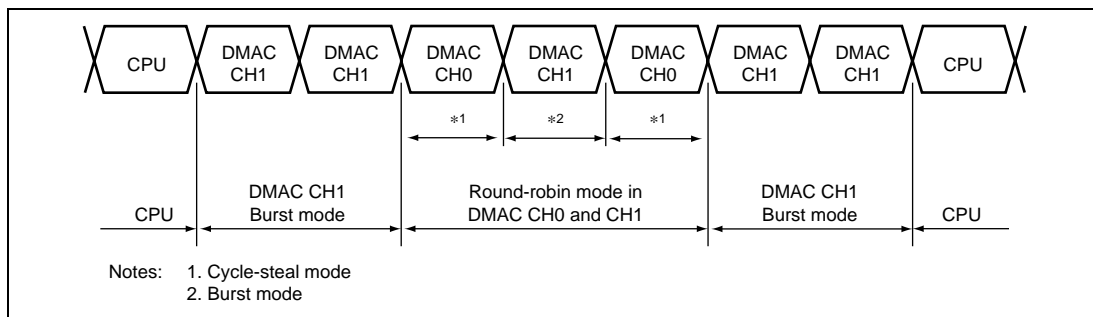 CPU
DMAC
CH1
DMAC
CH1
DMAC
CH0
DMAC
CH1
DMAC
CH0
DMAC
CH1
DMAC
CH1
CPU
*1
*2
*1
CPU
DMAC CH1
Burst mode
Round-robin mode in
DMAC CH0 and CH1
DMAC CH1
Burst mode
CPU
Notes: 1. Cycle-steal mode
2. Burst mode